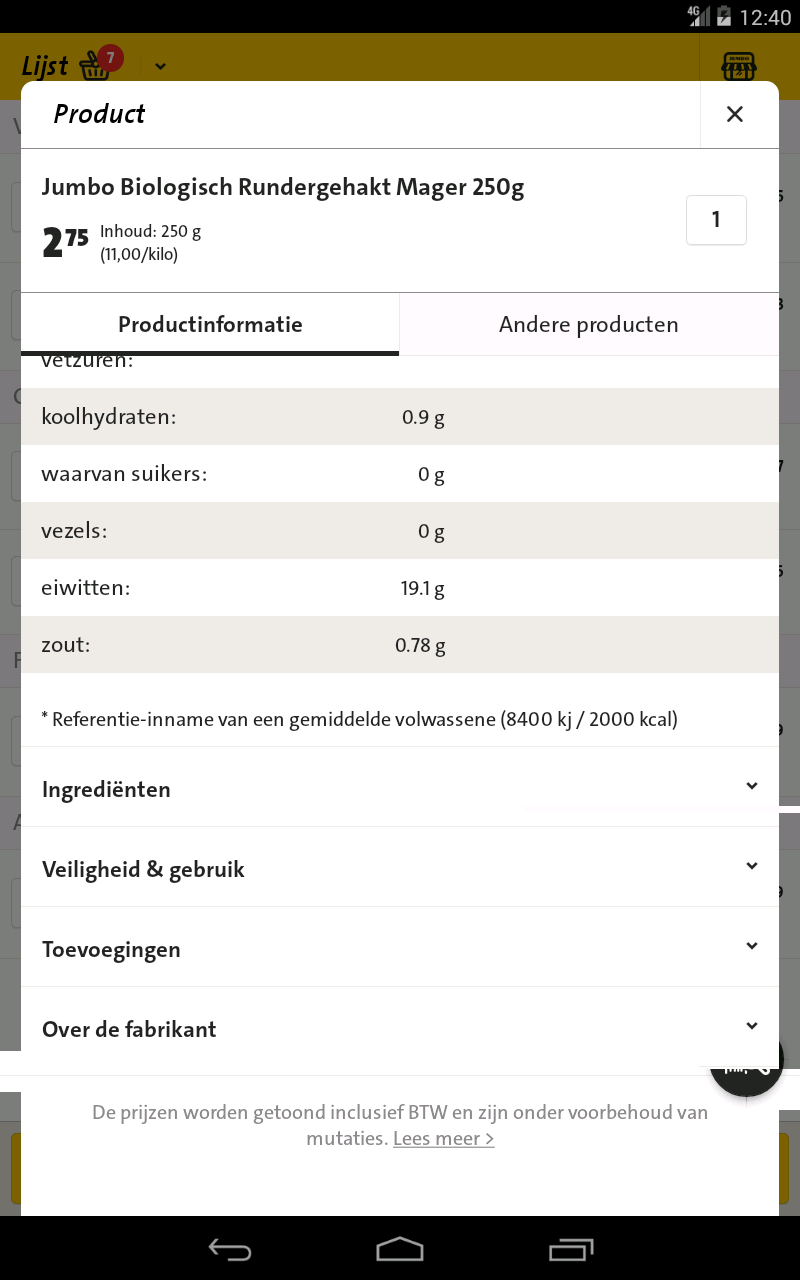 4G 12:40
Lijst 7
JUMBO
Product
Jumbo Biologisch Rundergehakt Mager 250g
2 75 Inhoud: 250 g
(11,00/kilo)
1
Productinformatie Andere producten
vetzuren:
koolhydraten: 0.9 g
waarvan suikers: 0 g
vezels: 0 g
eiwitten: 19.1 g
zout: 0.78 g
* Referentie-inname van een gemiddelde volwassene (8400 kj / 2000 kcal)
Ingrediënten
Veiligheid & gebruik
Toevoegingen
Over de fabrikant
De prijzen worden getoond inclusief BTW en zijn onder voorbehoud van
mutaties. Lees meer >